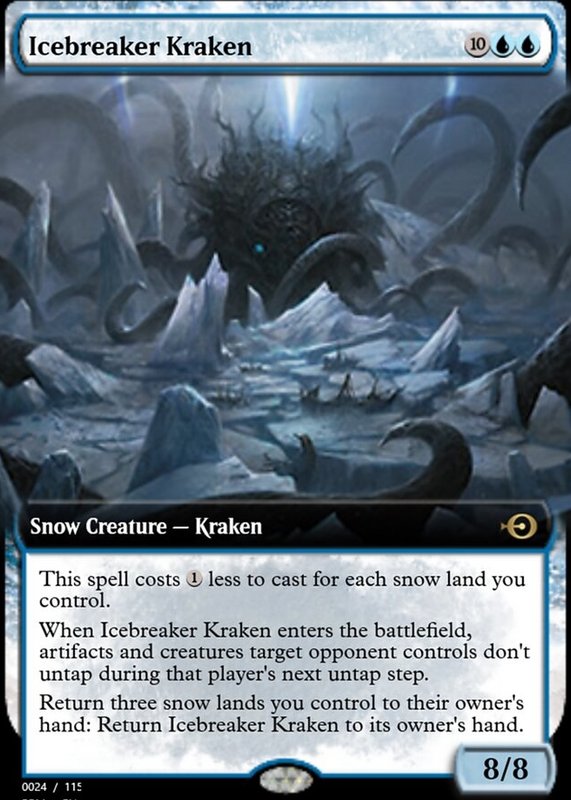 Icebreaker Kraken 10
Snow Creature — Kraken
This spell costs 1 less to cast for each snow land you
control.
When Icebreaker Kraken enters the battlefield,
artifacts and creatures target opponent controls don't
untap during that player's next untap step.
Return three snow lands you control to their owner's
hand: Return Icebreaker Kraken to its owner's hand.
8/8
0024 / 115